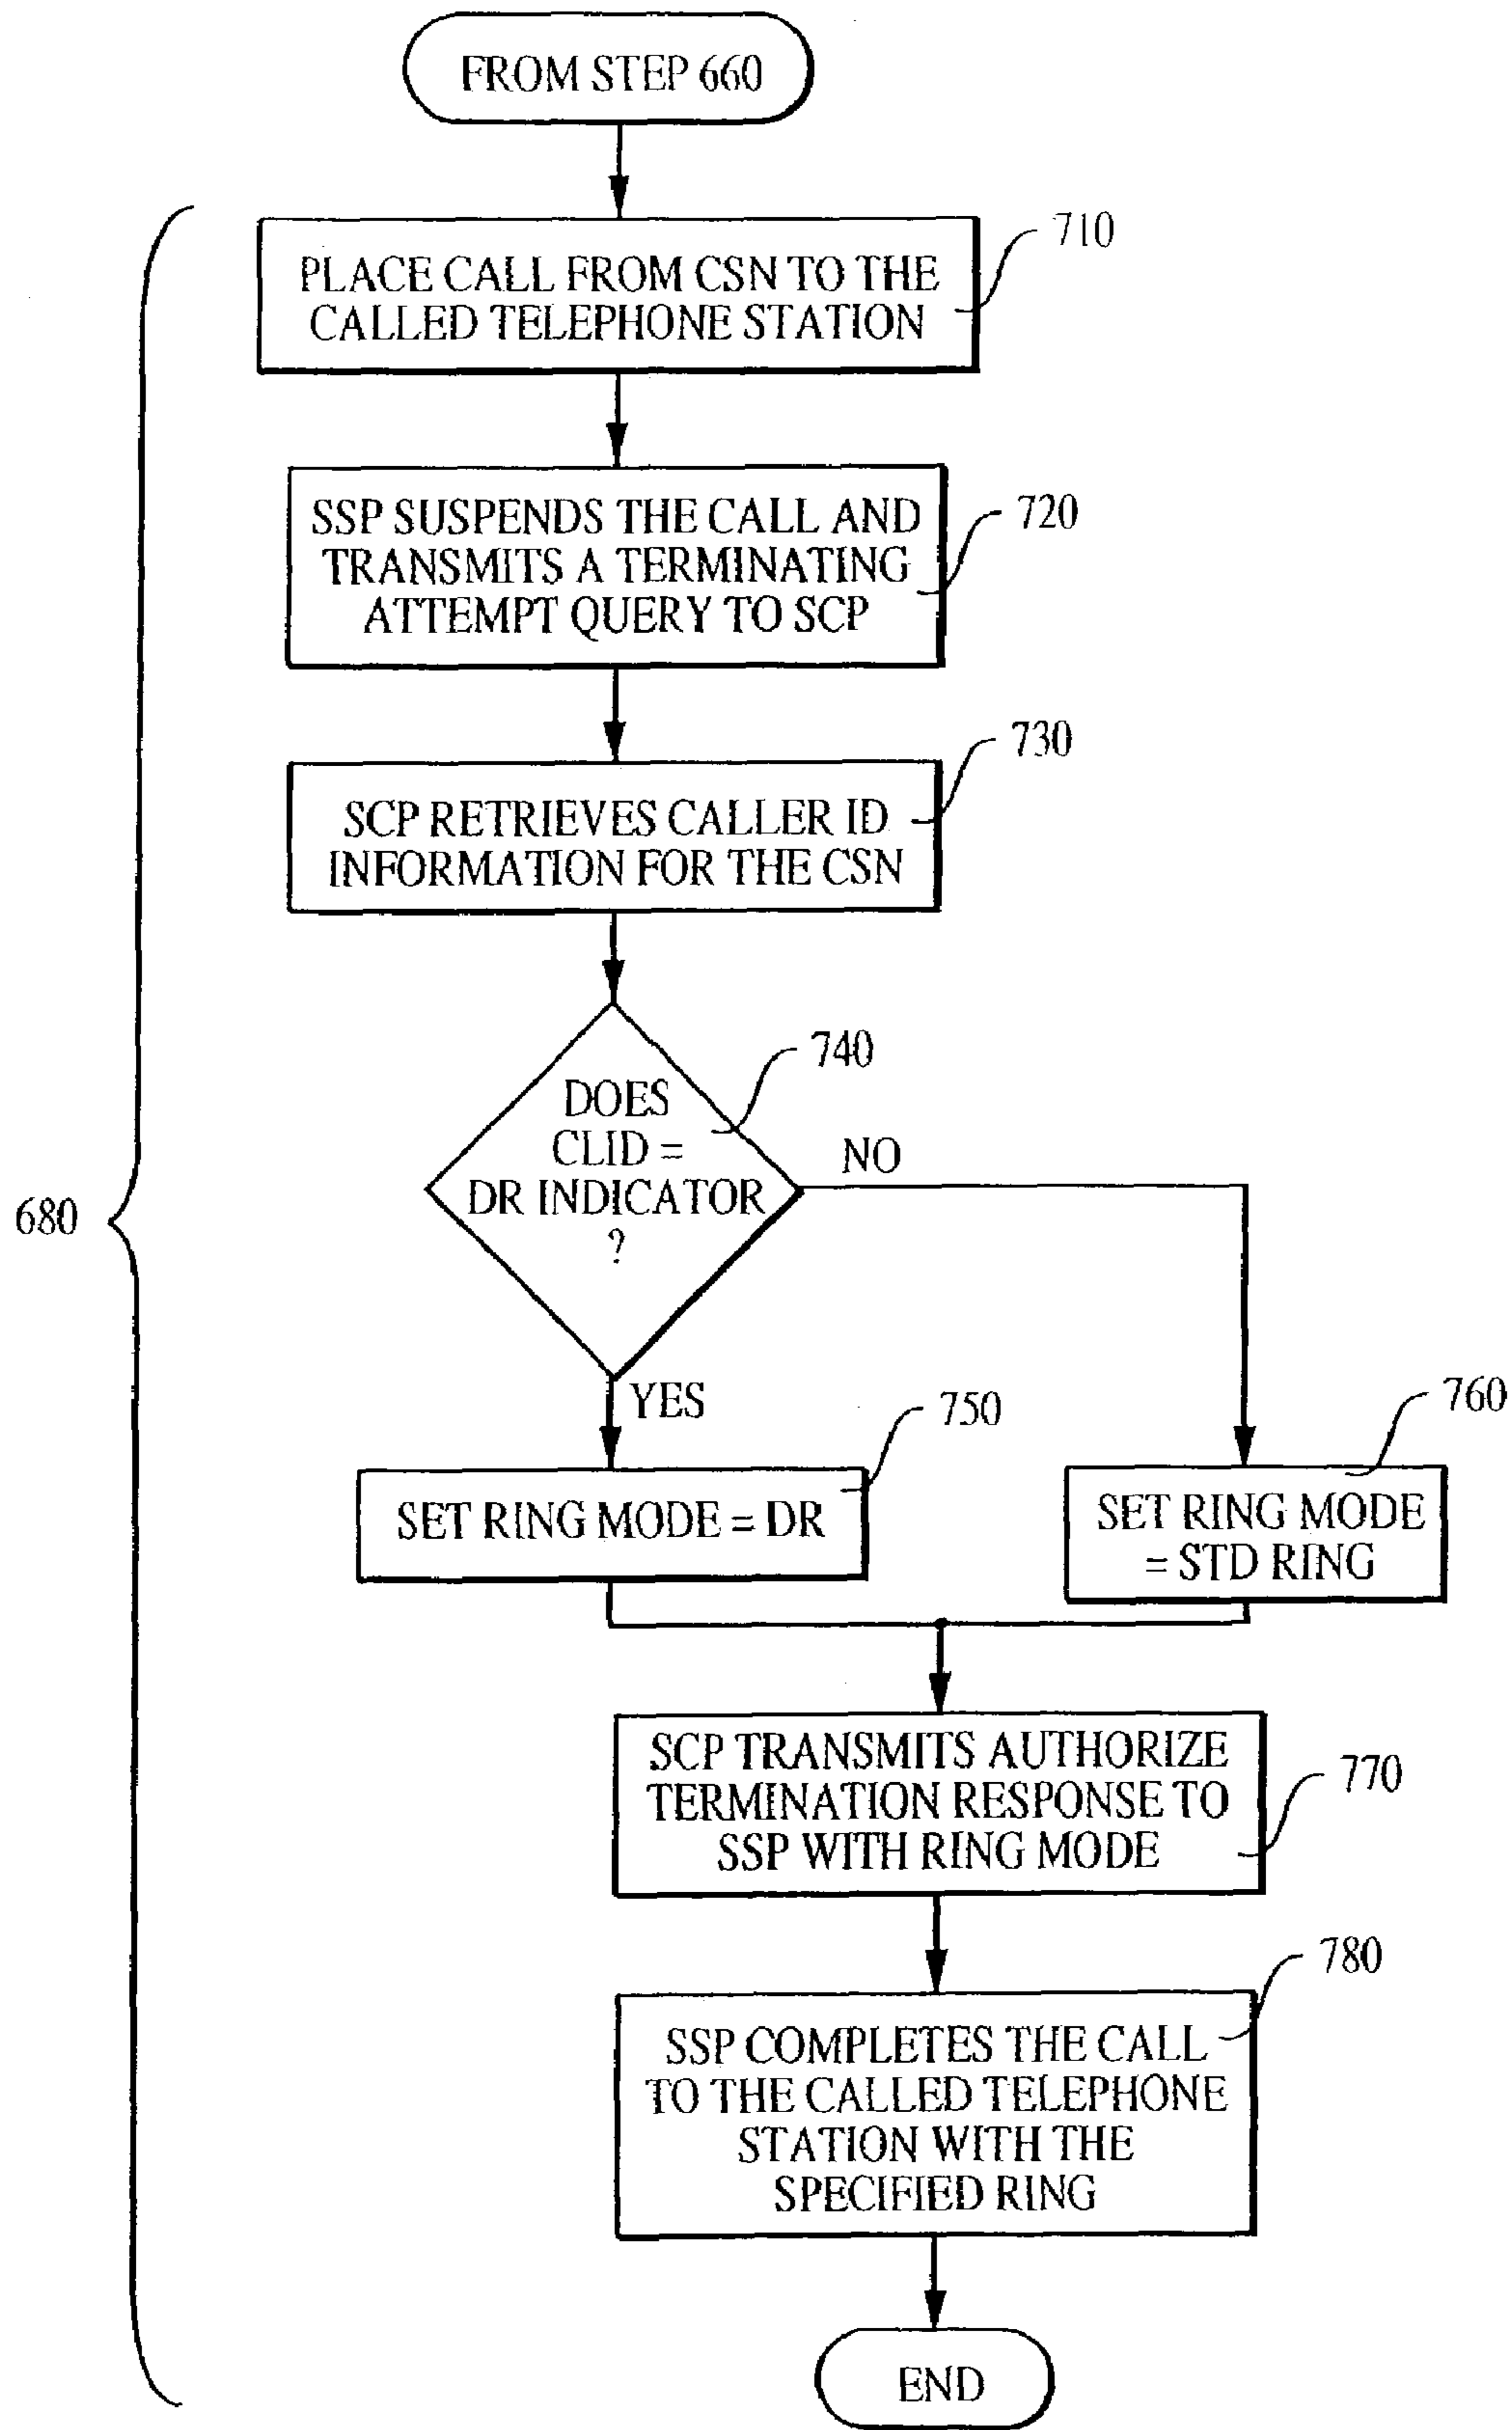 FROM STEP 660
710
PLACE CALL FROM CSN TO THE
CALLED TELEPHONE STATION
720
SSP SUSPENDS THE CALL AND
TRANSMITS A TERMINATING
ATTEMPT QUERY TO SCP
730
SCP RETRIEVES CALLER ID
INFORMATION FOR THE CSN
740
DOES
CLID =
DR INDICATOR
?
NO
680
YES
750
760
SET RING MODE = DR
SET RING MODE
= STD RING
SCP TRANSMITS AUTHORIZE
TERMINATION RESPONSE TO
SSP WITH RING MODE
770
780
SSP COMPLETES THE CALL
TO THE CALLED TELEPHONE
STATION WITH THE
SPECIFIED RING
END